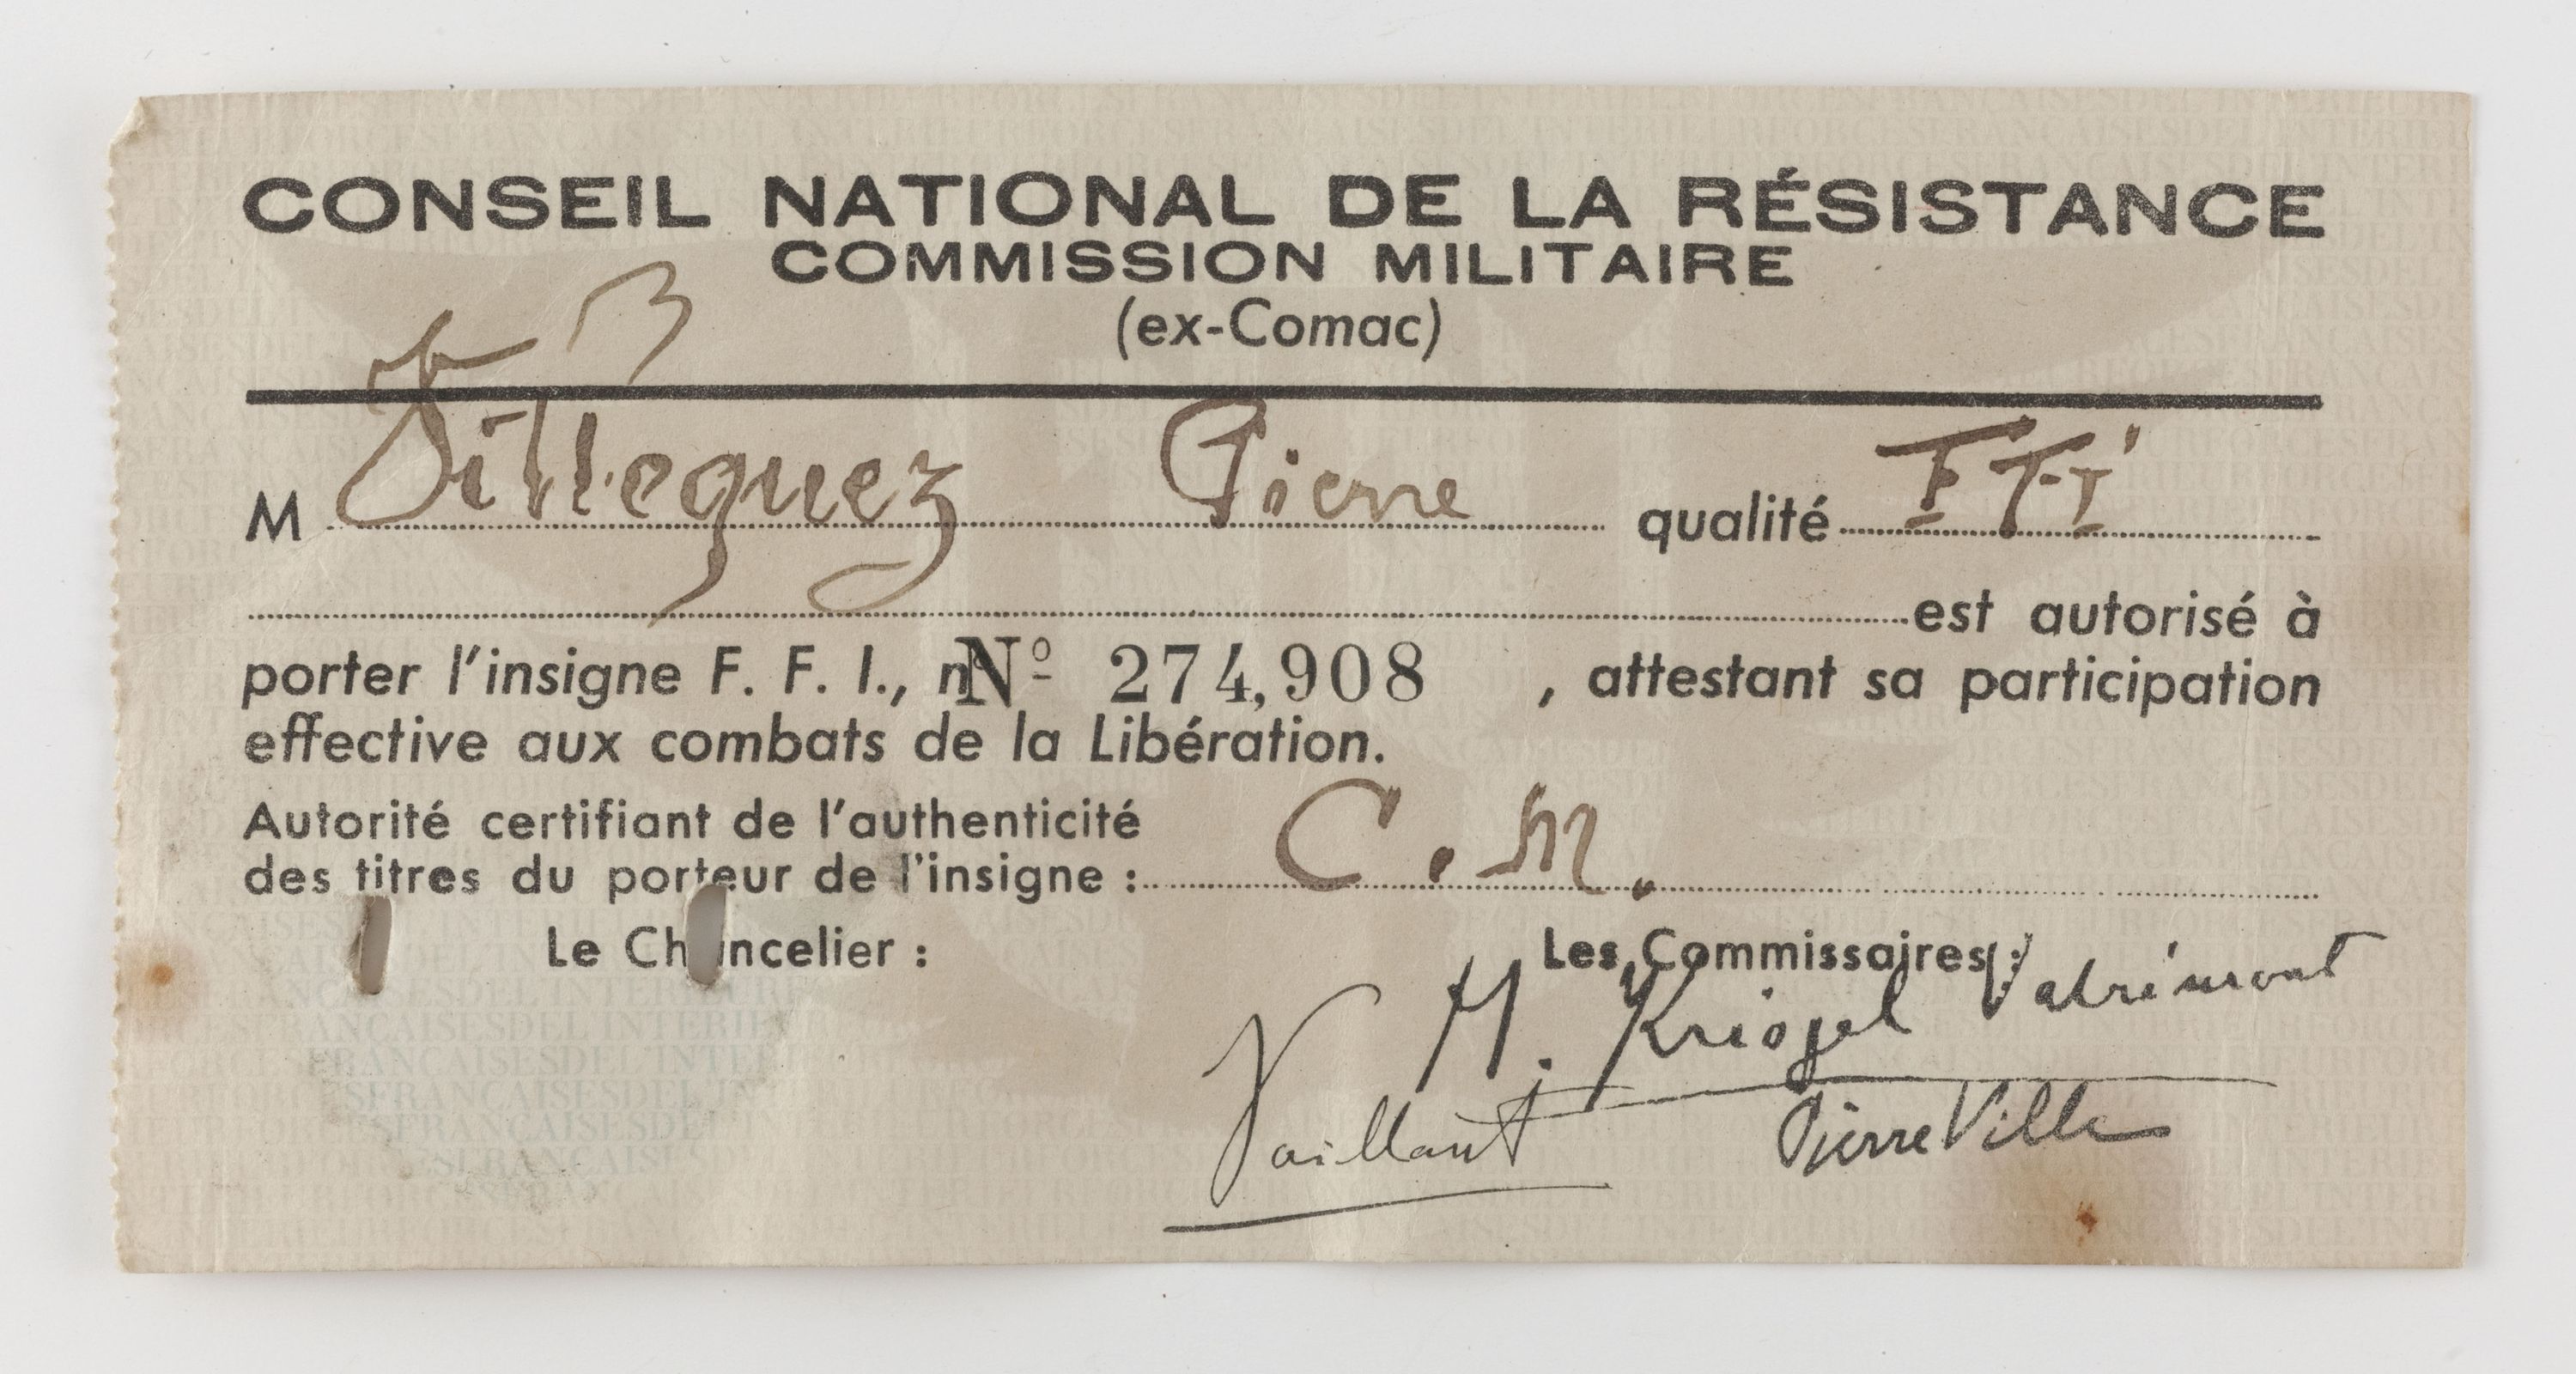 CONSEIL NATIONAL DE LA RÉSISTANCE
COMMISSION MILITAIRE
(ex-Comac)
M Pierre qualité FFI
est autorisé à
porter l'insigne F. F. I., n° Nº 274,908 , attestant sa participation
effective aux combats de la Libération.
Autorité certifiant de l'authenticité
des titres du porteur de l'insigne : C. M.
Le Chancelier :
Les Commissaires :
M. Kriegel Valrimont
Vaillant
Pierre Villon